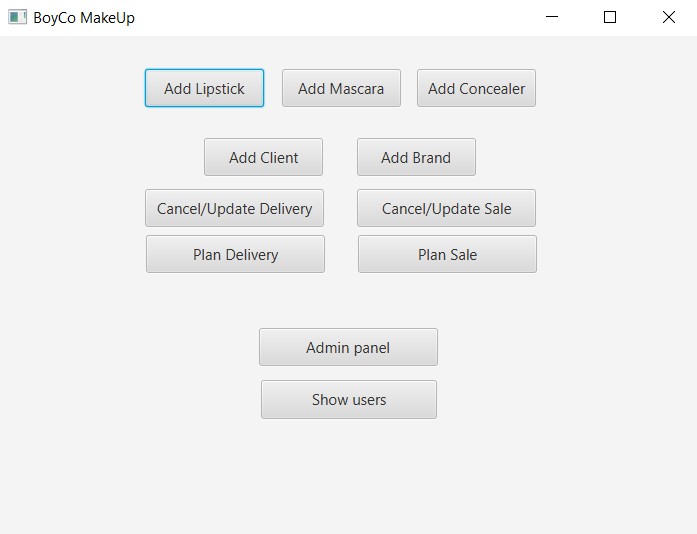 BoyCo MakeUp
Add Lipstick Add Mascara Add Concealer
Add Client Add Brand
Cancel/Update Delivery Cancel/Update Sale
Plan Delivery Plan Sale
Admin panel
Show users